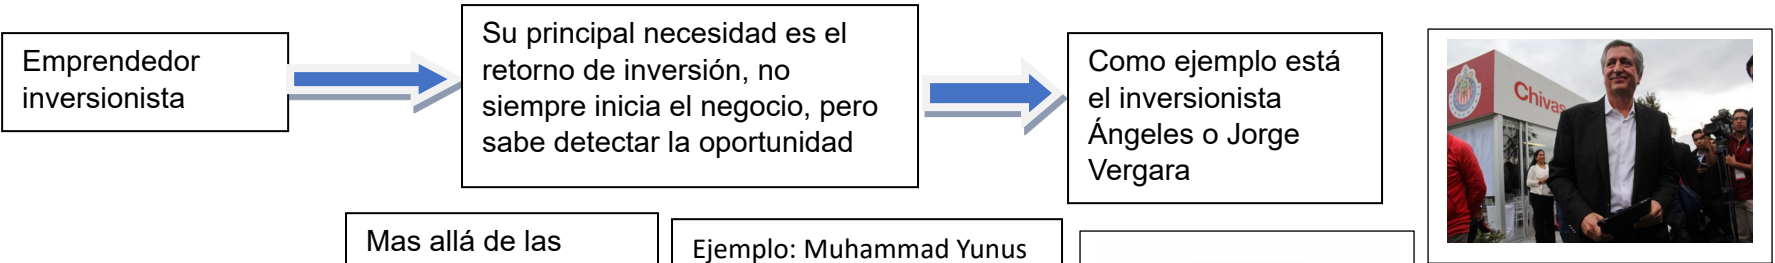 Emprendedor
inversionista
Su principal necesidad es el
retorno de inversión, no
siempre inicia el negocio, pero
sabe detectar la oportunidad
Como ejemplo está
el inversionista
Ángeles o Jorge
Vergara
Chivas
Mas allá de las
Ejemplo: Muhammad Yunus